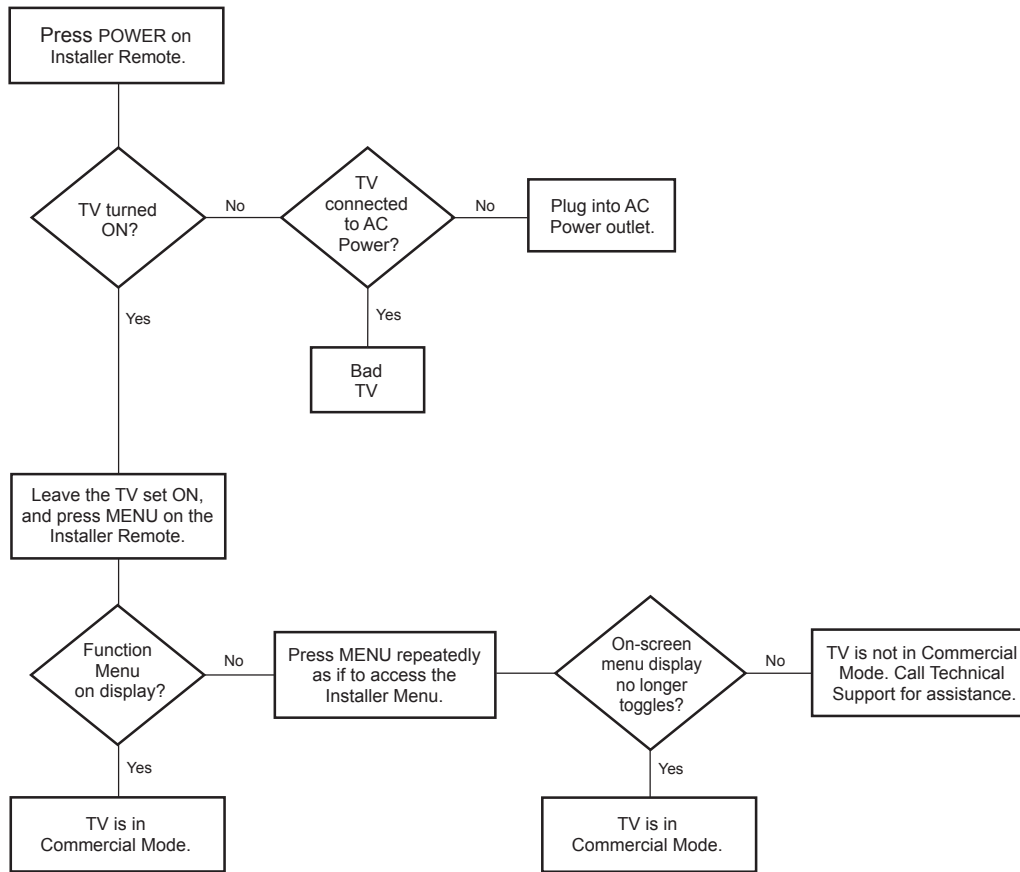 Press POWER on
Installer Remote.
TV turned
ON?
No
TV
connected
to AC
Power?
No
Plug into AC
Power outlet.
Yes
Yes
Bad
TV
Leave the TV set ON,
and press MENU on the
Installer Remote.
Function
Menu
on display?
No
Press MENU repeatedly
as if to access the
Installer Menu.
On-screen
menu display
no longer
toggles?
No
TV is not in Commercial
Mode. Call Technical
Support for assistance.
Yes
TV is in
Commercial Mode.
Yes
TV is in
Commercial Mode.